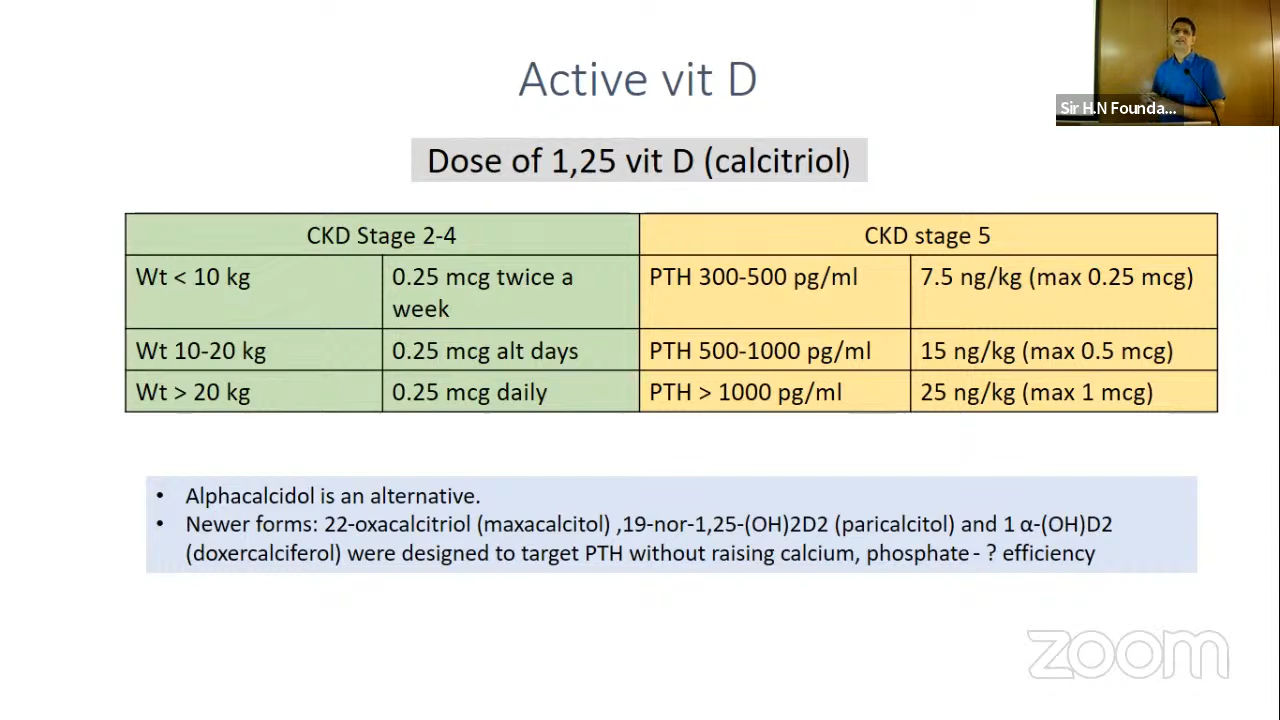 Active vit D
Sir H.N Founda...
Dose of 1,25 vit D (calcitriol)
CKD Stage 2-4
CKD stage 5
Wt < 10 kg
0.25 mcg twice a
week
PTH 300-500 pg/ml
7.5 ng/kg (max 0.25 mcg)
Wt 10-20 kg
0.25 mcg alt days
PTH 500-1000 pg/ml
15 ng/kg (max 0.5 mcg)
Wt > 20 kg
0.25 mcg daily
PTH > 1000 pg/ml
25 ng/kg (max 1 mcg)
• Alphacalcidol is an alternative.
• Newer forms: 22-oxacalcitriol (maxacalcitol) ,19-nor-1,25-(OH)2D2 (paricalcitol) and 1 α-(OH)D2
(doxercalciferol) were designed to target PTH without raising calcium, phosphate - ? efficiency
zoom